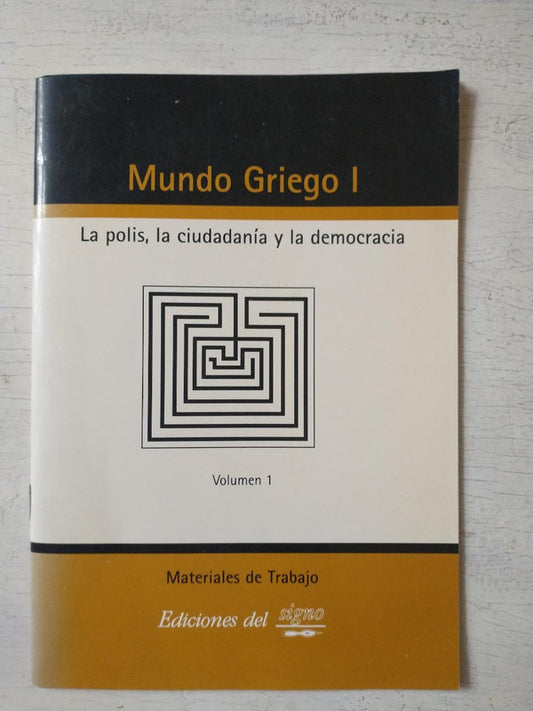 Mundo Griego I
La polis, la ciudadanía y la democracia
Volumen 1
Materiales de Trabajo
Ediciones del signo